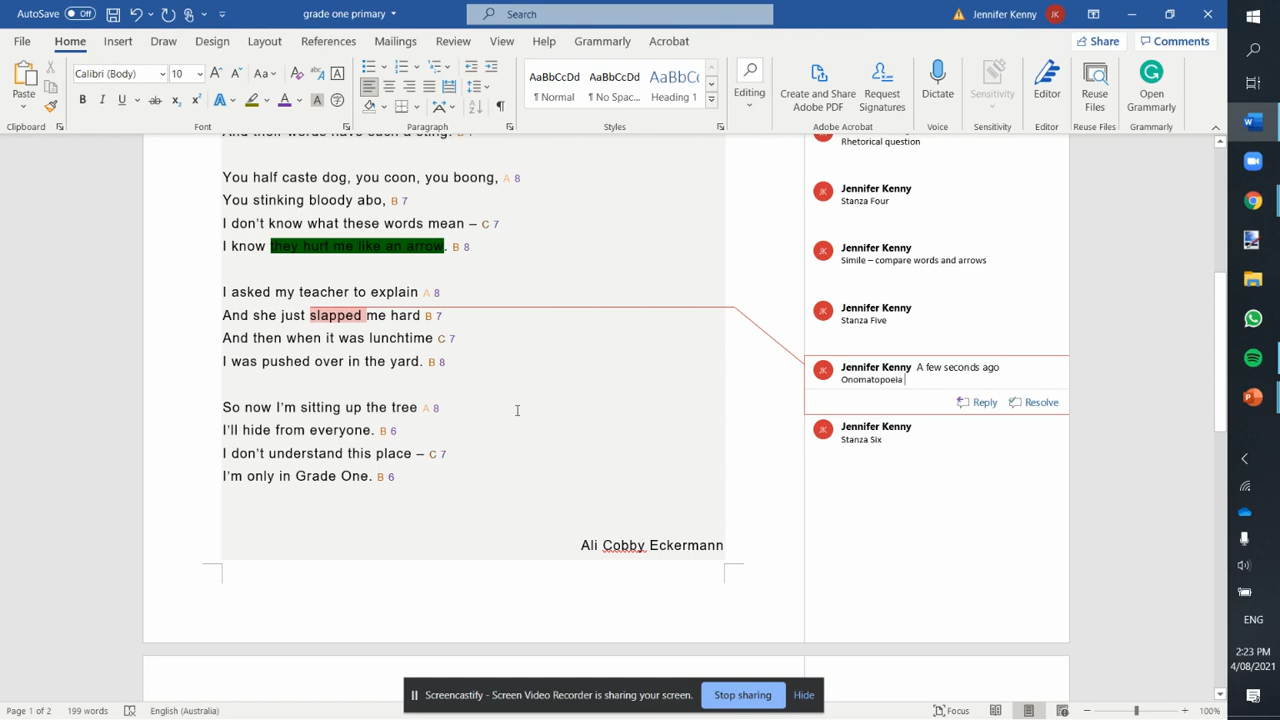 AutoSave Off grade one primary Search Jennifer Kenny JK
File Home Insert Draw Design Layout References Mailings Review View Help Grammarly Acrobat Share Comments
Calibri (Body) 10
Paste
AaBbCcDd AaBbCcDd AaBbCc
¶ Normal ¶ No Spac... Heading 1
Editing
Create and Share Adobe PDF
Request Signatures
Dictate
Sensitivity
Editor
Reuse Files
Open Grammarly
Clipboard Font Paragraph Styles Adobe Acrobat Voice Sensitivity Editor Reuse Files Grammarly
You half caste dog, you coon, you boong, A 8
You stinking bloody abo, B 7
I don’t know what these words mean – C 7
I know they hurt me like an arrow. B 8
I asked my teacher to explain A 8
And she just slapped me hard B 7
And then when it was lunchtime C 7
I was pushed over in the yard. B 8
So now I’m sitting up the tree A 8
I’ll hide from everyone. B 6
I don’t understand this place – C 7
I’m only in Grade One. B 6
Ali Cobby Eckermann
Rhetorical question
JK Jennifer Kenny
Stanza Four
JK Jennifer Kenny
Simile – compare words and arrows
JK Jennifer Kenny
Stanza Five
JK Jennifer Kenny A few seconds ago
Onomatopoeia
Reply Resolve
JK Jennifer Kenny
Stanza Six
Screencastify - Screen Video Recorder is sharing your screen. Stop sharing Hide
Page 1 of 2 199 words English (Australia) Focus 100%
ENG
2:23 PM
4/08/2021